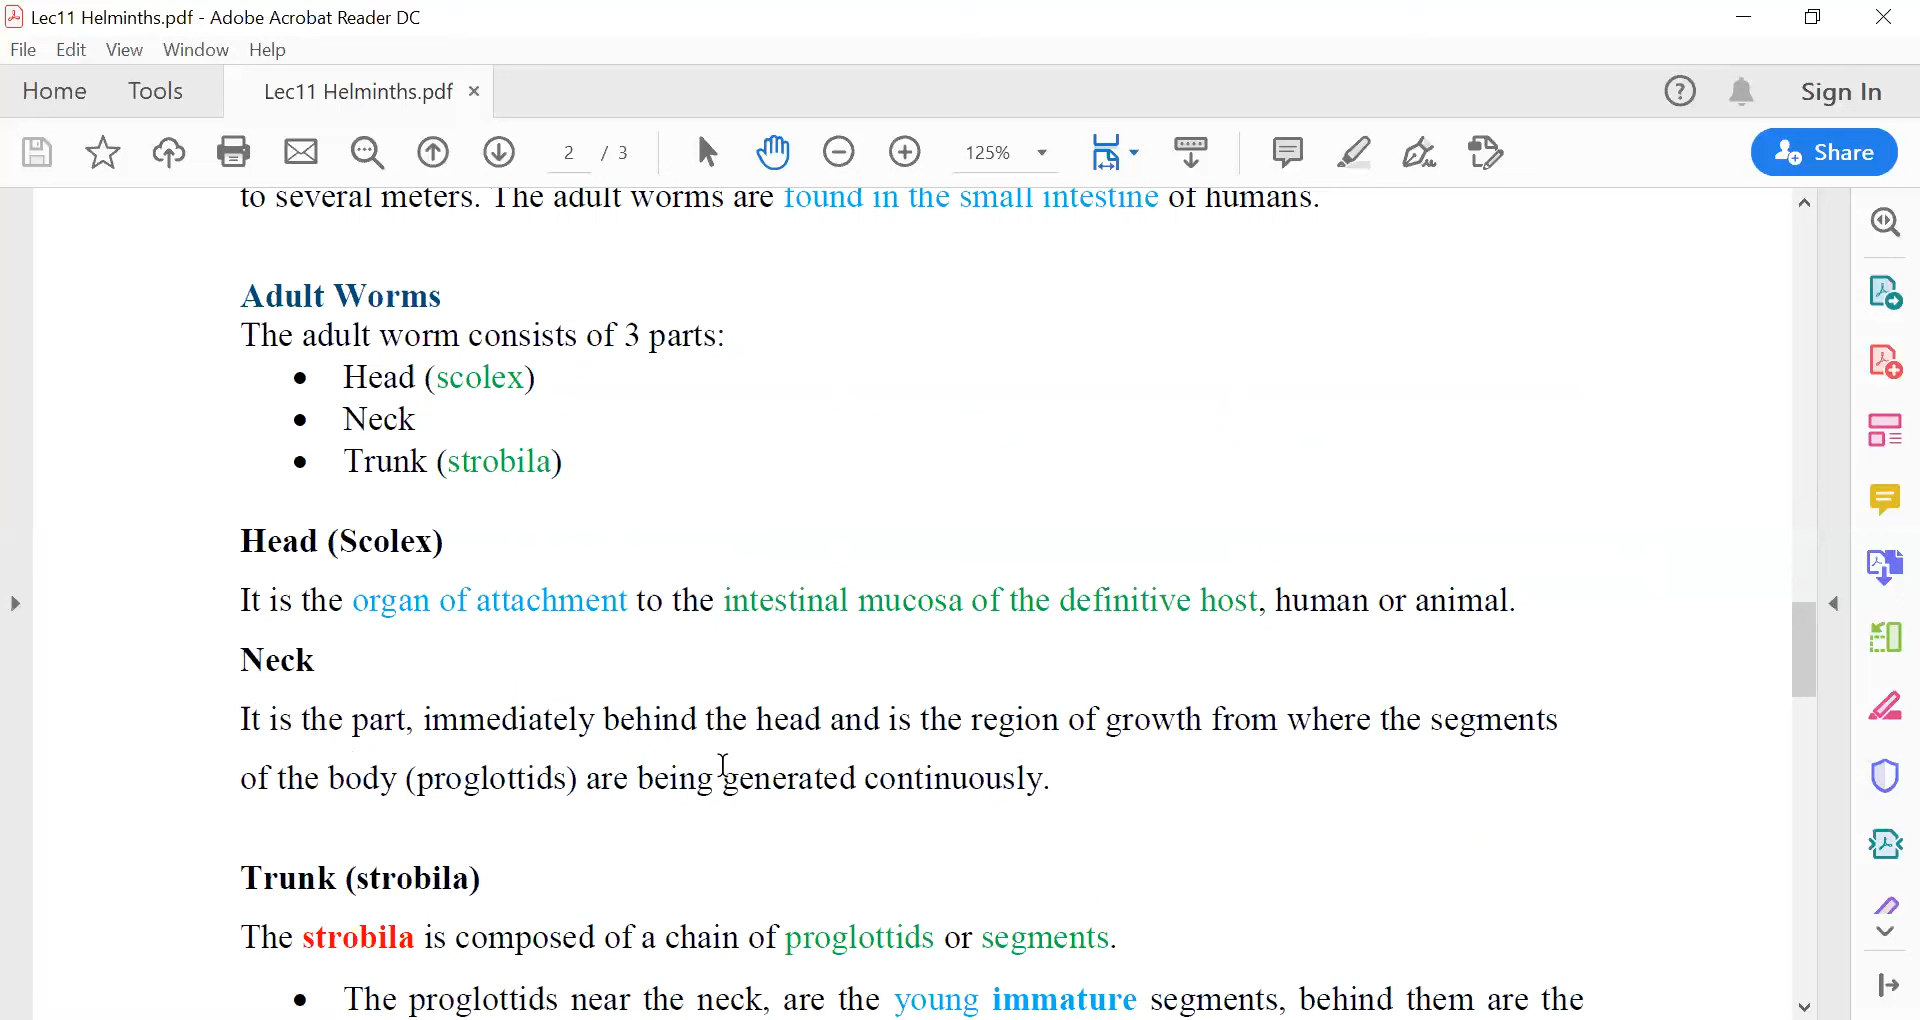 Lec11 Helminths.pdf - Adobe Acrobat Reader DC
File Edit View Window Help
Home Tools Lec11 Helminths.pdf × Sign In
2 / 3 125% Share
to several meters. The adult worms are found in the small intestine of humans.
Adult Worms
The adult worm consists of 3 parts:
• Head (scolex)
• Neck
• Trunk (strobila)
Head (Scolex)
It is the organ of attachment to the intestinal mucosa of the definitive host, human or animal.
Neck
It is the part, immediately behind the head and is the region of growth from where the segments
of the body (proglottids) are being generated continuously.
Trunk (strobila)
The strobila is composed of a chain of proglottids or segments.
• The proglottids near the neck, are the young immature segments, behind them are the